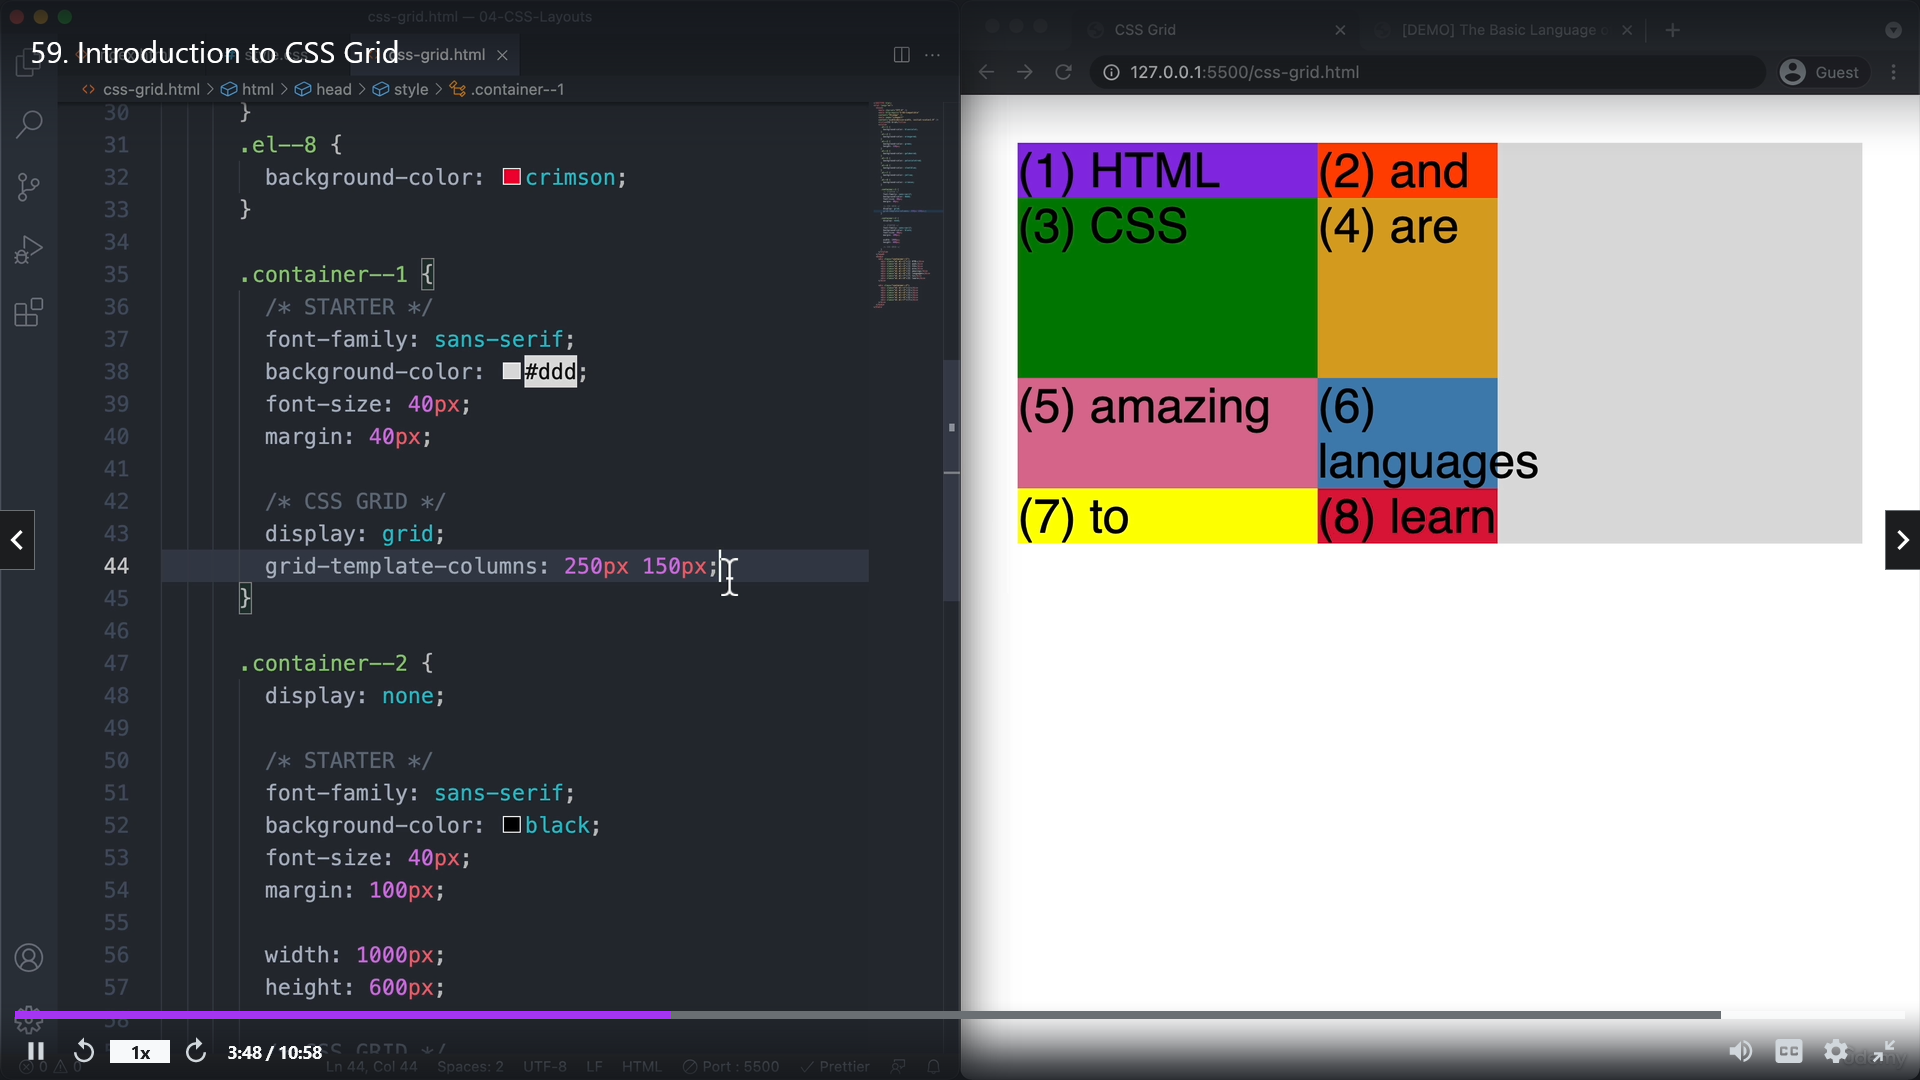 css-grid.html — 04-CSS-Layouts
59. Introduction to CSS Grid
css-grid.html
css-grid.html > html > head > style > .container--1
30 }
31 .el--8 {
32 background-color: crimson;
33 }
34
35 .container--1 {
36 /* STARTER */
37 font-family: sans-serif;
38 background-color: #ddd;
39 font-size: 40px;
40 margin: 40px;
41
42 /* CSS GRID */
43 display: grid;
44 grid-template-columns: 250px 150px;
45 }
46
47 .container--2 {
48 display: none;
49
50 /* STARTER */
51 font-family: sans-serif;
52 background-color: black;
53 font-size: 40px;
54 margin: 100px;
55
56 width: 1000px;
57 height: 600px;
58
/* CSS GRID */
1x
3:48 / 10:58
0 0 Ln 44, Col 44 Spaces: 2 UTF-8 LF HTML Port : 5500 Prettier
CSS Grid
[DEMO] The Basic Language o
127.0.0.1:5500/css-grid.html
Guest
(1) HTML
(2) and
(3) CSS
(4) are
(5) amazing
(6)
languages
(7) to
(8) learn
CC
udemy